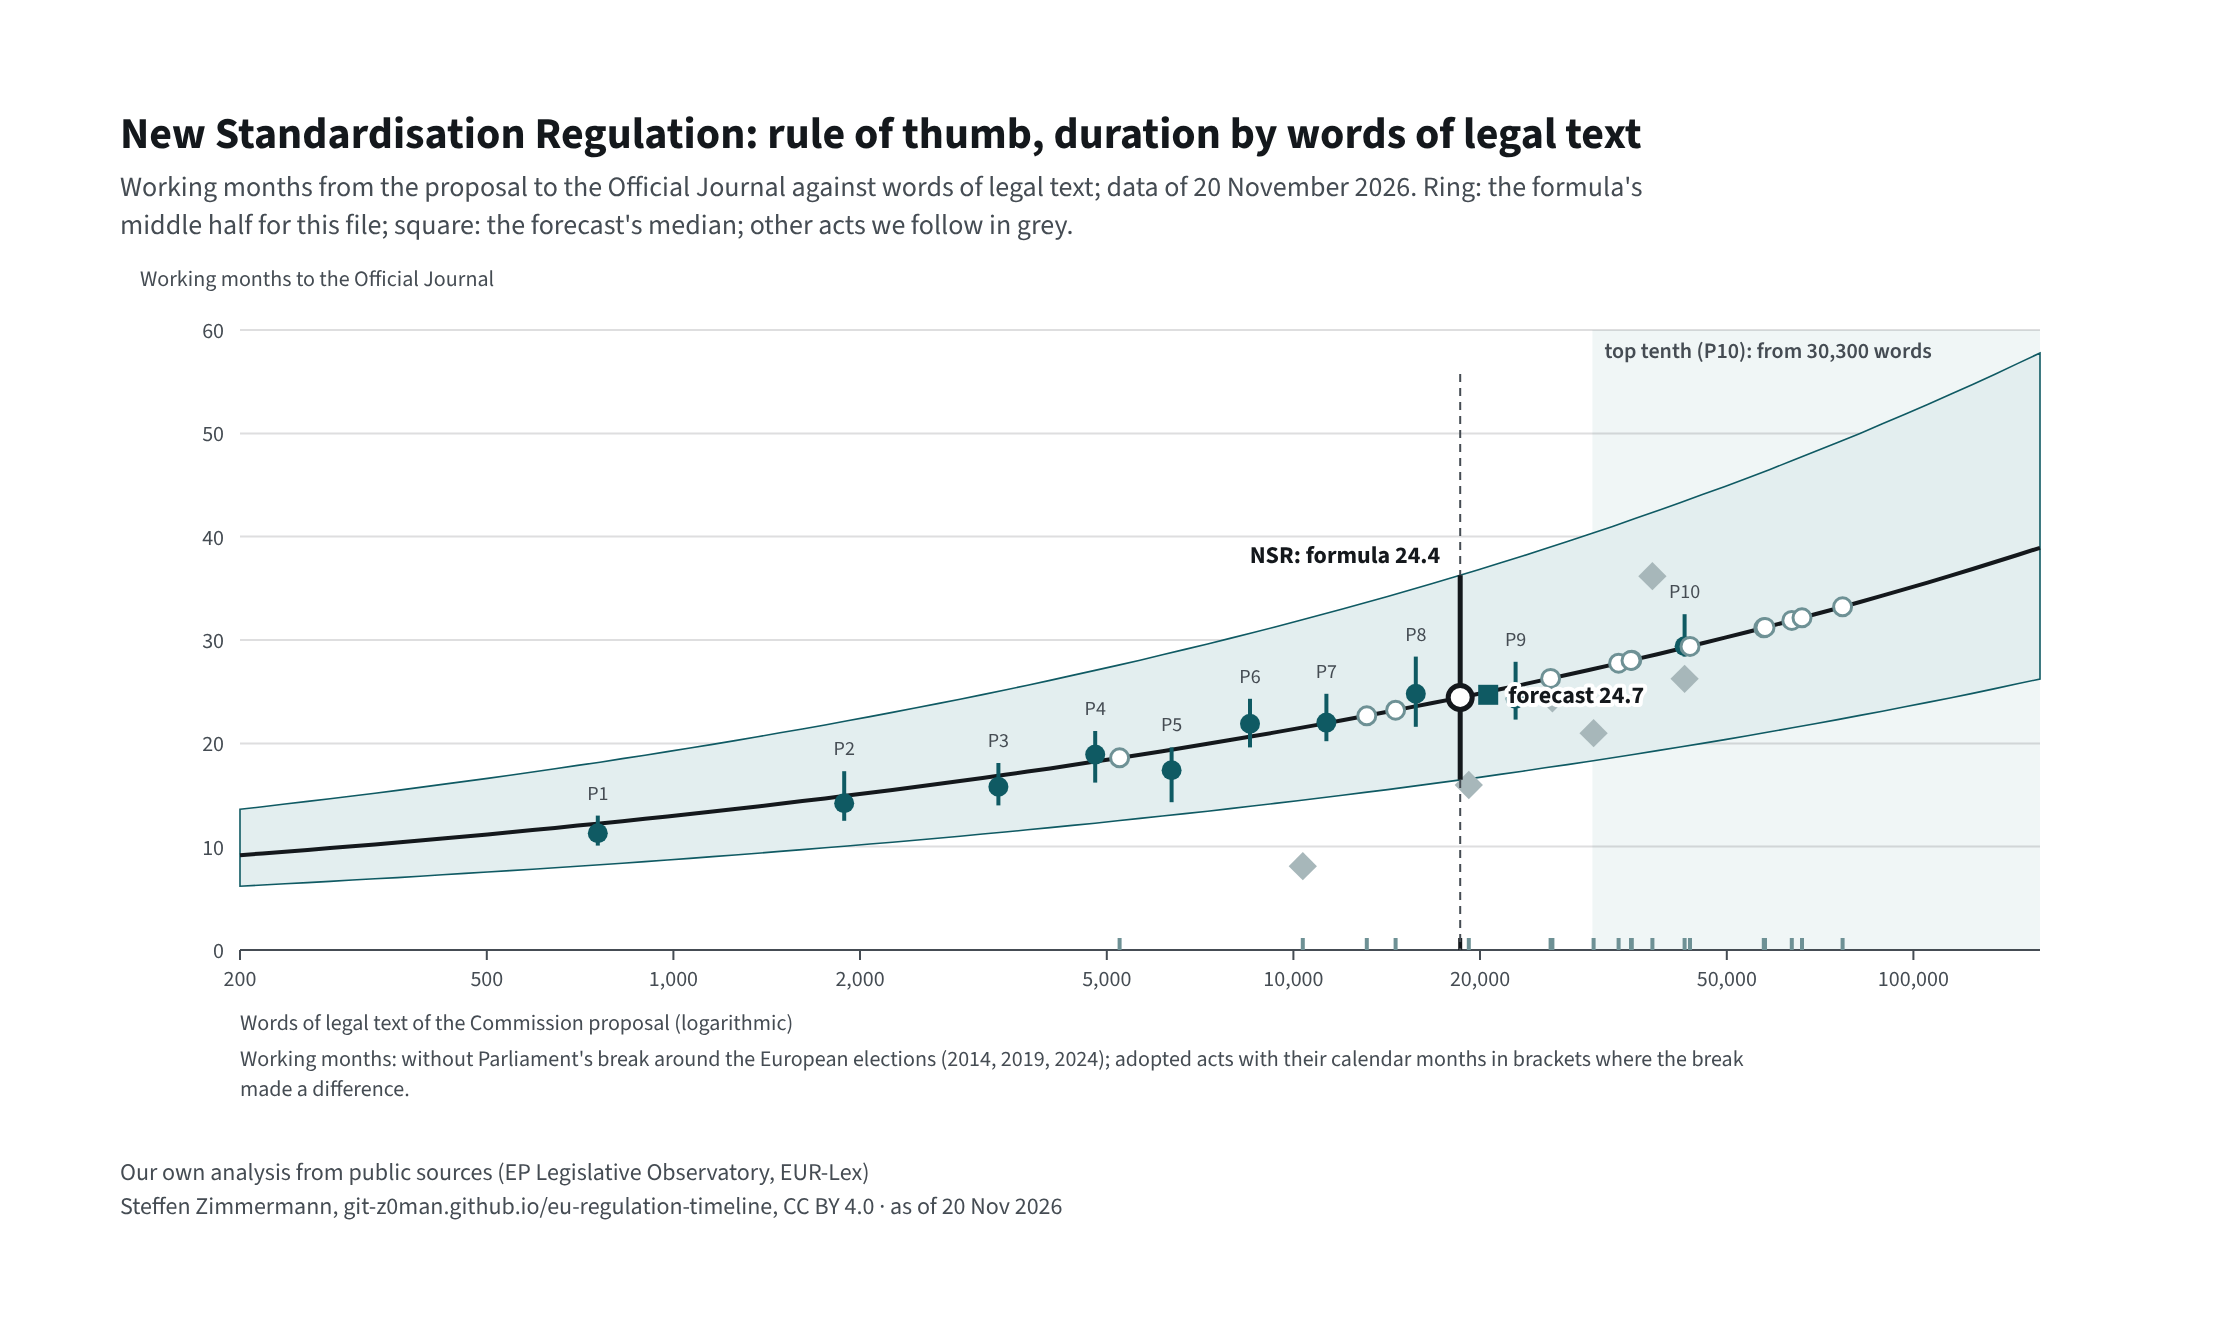 New Standardisation Regulation: rule of thumb, duration by words of legal text
Working months from the proposal to the Official Journal against words of legal text; data of 20 November 2026. Ring: the formula's
middle half for this file; square: the forecast's median; other acts we follow in grey.
Working months to the Official Journal
60
top tenth (P10): from 30,300 words
50
40
NSR: formula 24.4
P10
30
P8
P9
P7
P6
forecast 24.7
P4
P5
20
P3
P2
P1
10
0
200
500
1,000
2,000
5,000
10,000
20,000
50,000
100,000
Words of legal text of the Commission proposal (logarithmic)
Working months: without Parliament's break around the European elections (2014, 2019, 2024); adopted acts with their calendar months in brackets where the break
made a difference.
Our own analysis from public sources (EP Legislative Observatory, EUR-Lex)
Steffen Zimmermann, git-z0man.github.io/eu-regulation-timeline, CC BY 4.0 · as of 20 Nov 2026